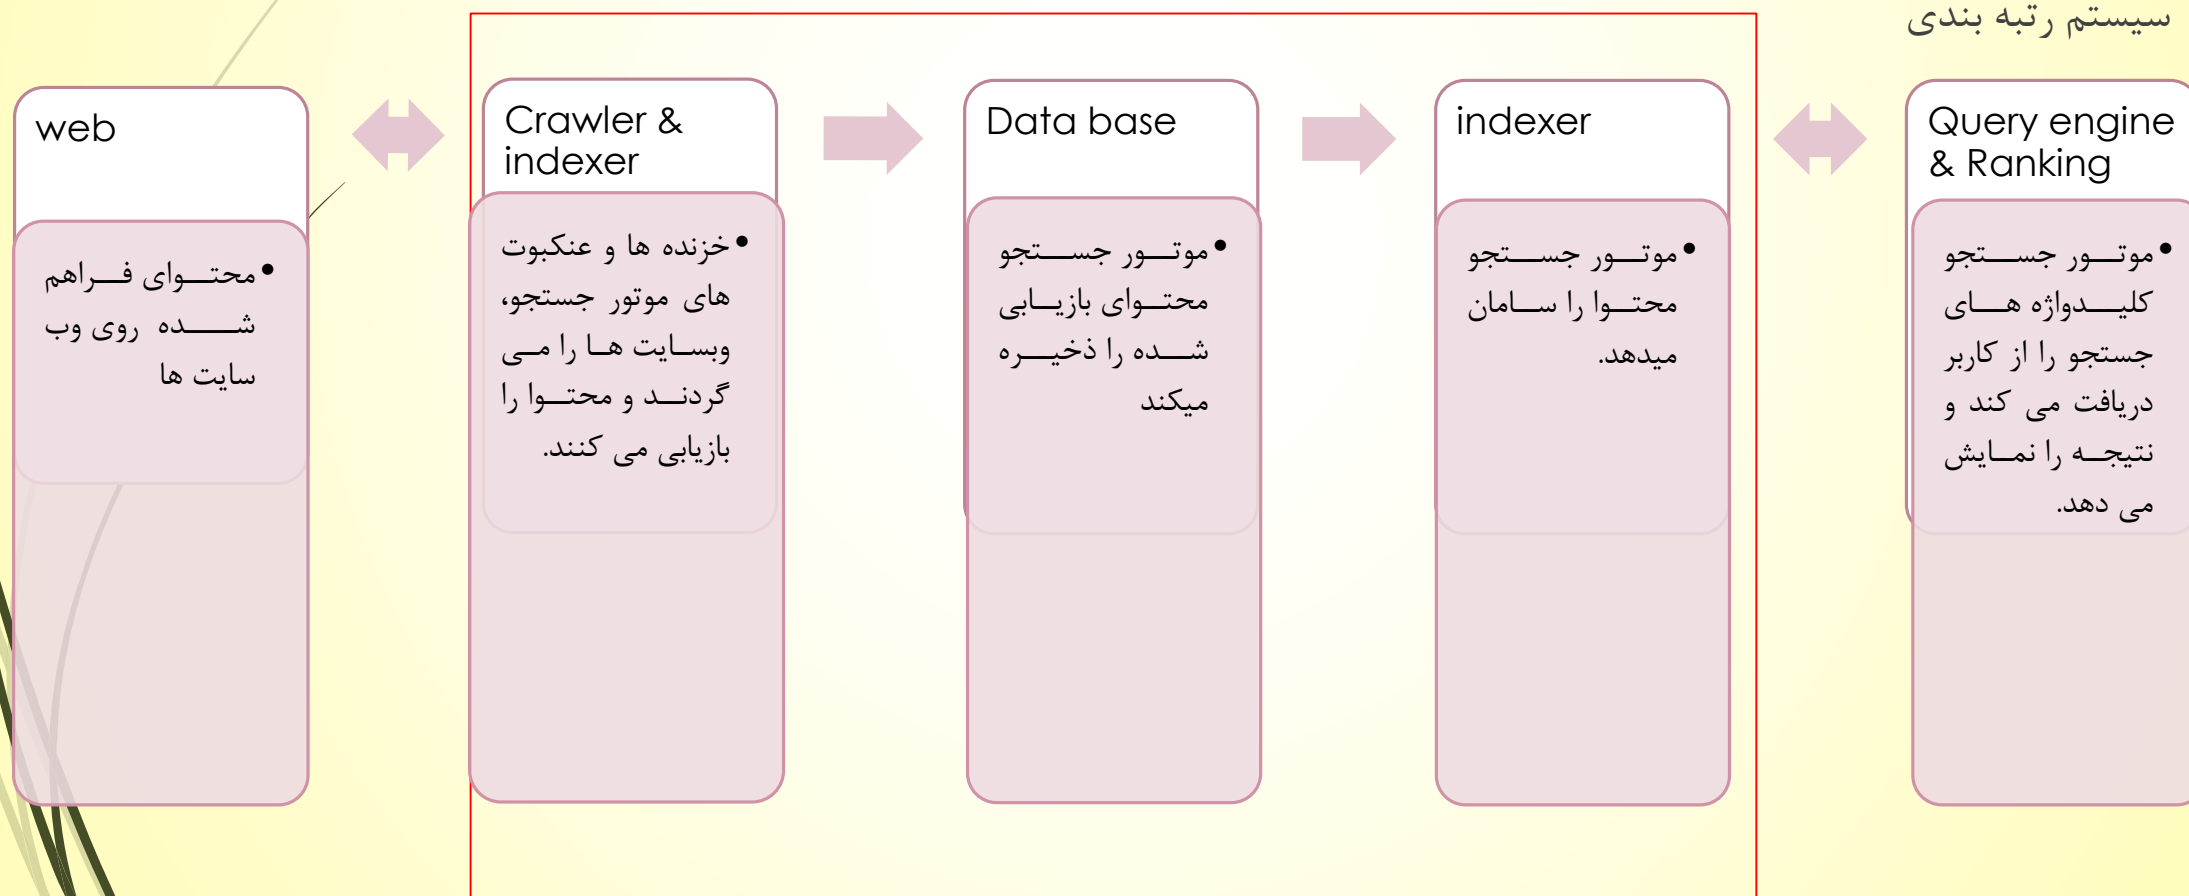 سیستم رتبه بندی
web
•محتوای فراهم
شده روی وب
سایت ها
Crawler &
indexer
•خزنده ها و عنکبوت
های موتور جستجو،
وبسایت ها را می
گردند و محتوا را
بازیابی می کنند.
Data base
•موتور جستجو
محتوای بازیابی
شده را ذخیره
میکند
indexer
•موتور جستجو
محتوا را سامان
میدهد.
Query engine
& Ranking
•موتور جستجو
کلیدواژه های
جستجو را از کاربر
دریافت می کند و
نتیجه را نمایش
می دهد.